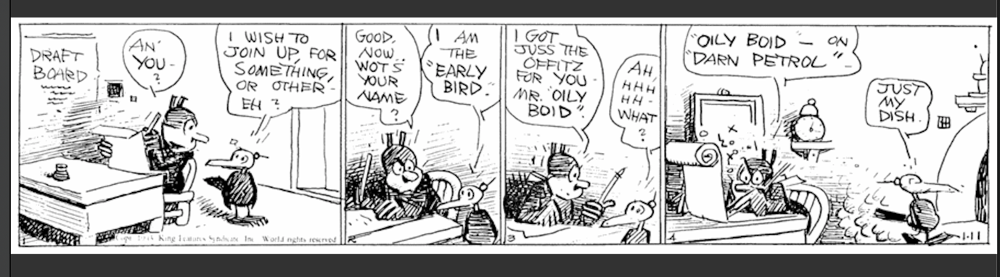 DRAFT
BOARD
AN'
YOU -
?
I WISH TO
JOIN UP, FOR
SOMETHING,
OR OTHER -
EH ?
Copr. 1943 King Features Syndicate Inc World rights reserved
GOOD,
NOW
WOT'S
YOUR
NAME
?
I AM
THE
"EARLY
BIRD."
2
I GOT
JUSS THE
OFFITZ
FOR YOU
MR. "OILY
BOID".
AH,
HHH
HH -
WHAT
?
3
"OILY BOID" — ON
"DARN PETROL" -
JUST
MY
DISH.
4
1-11